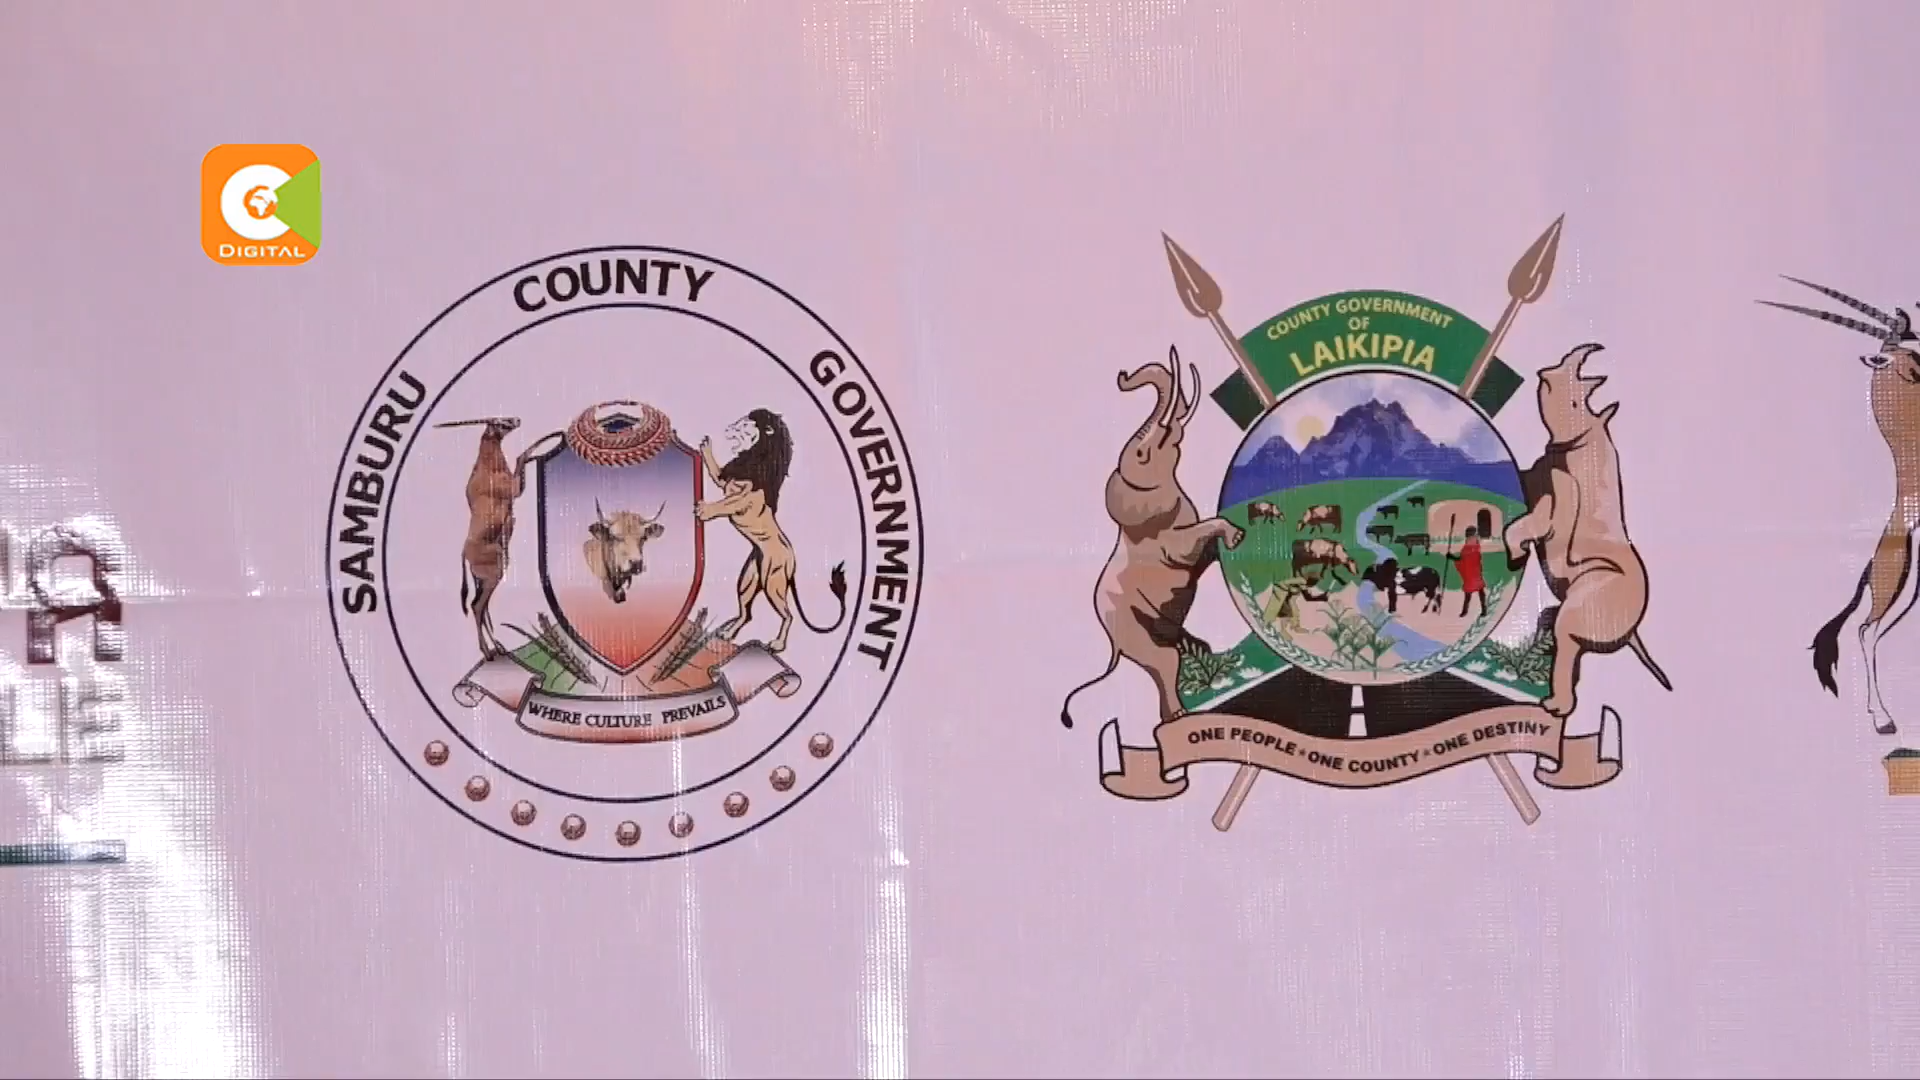 DIGITAL
SAMBURU COUNTY GOVERNMENT
WHERE CULTURE PREVAILS
COUNTY GOVERNMENT
OF
LAIKIPIA
ONE PEOPLE * ONE COUNTY * ONE DESTINY